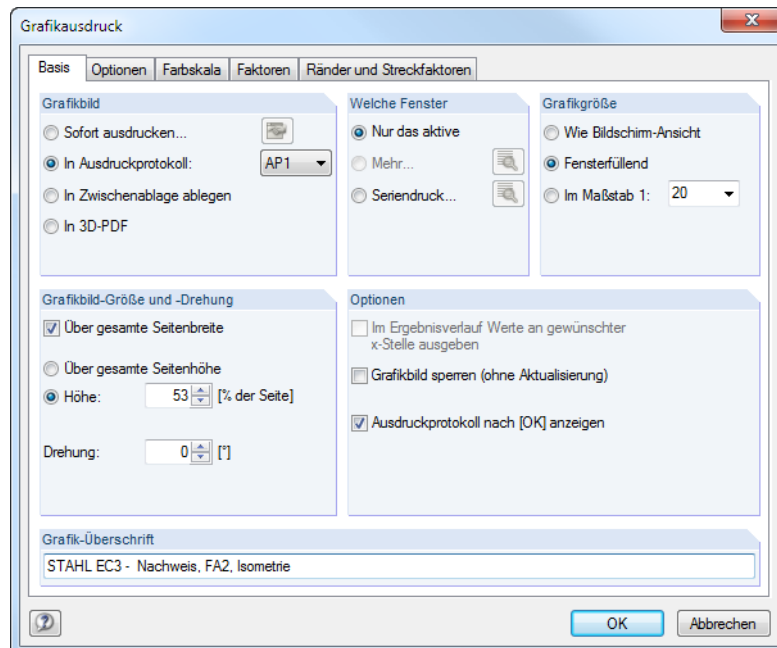 Grafikausdruck
Basis
Optionen
Farbskala
Faktoren
Ränder und Streckfaktoren
Grafikbild
Sofort ausdrucken...
In Ausdruckprotokoll:
AP1
In Zwischenablage ablegen
In 3D-PDF
Welche Fenster
Nur das aktive
Mehr...
Seriendruck...
Grafikgröße
Wie Bildschirm-Ansicht
Fensterfüllend
Im Maßstab 1:
20
Grafikbild-Größe und -Drehung
Über gesamte Seitenbreite
Über gesamte Seitenhöhe
Höhe:
53
[% der Seite]
Drehung:
0
[°]
Optionen
Im Ergebnisverlauf Werte an gewünschter
x-Stelle ausgeben
Grafikbild sperren (ohne Aktualisierung)
Ausdruckprotokoll nach [OK] anzeigen
Grafik-Überschrift
STAHL EC3 - Nachweis, FA2, Isometrie
OK
Abbrechen